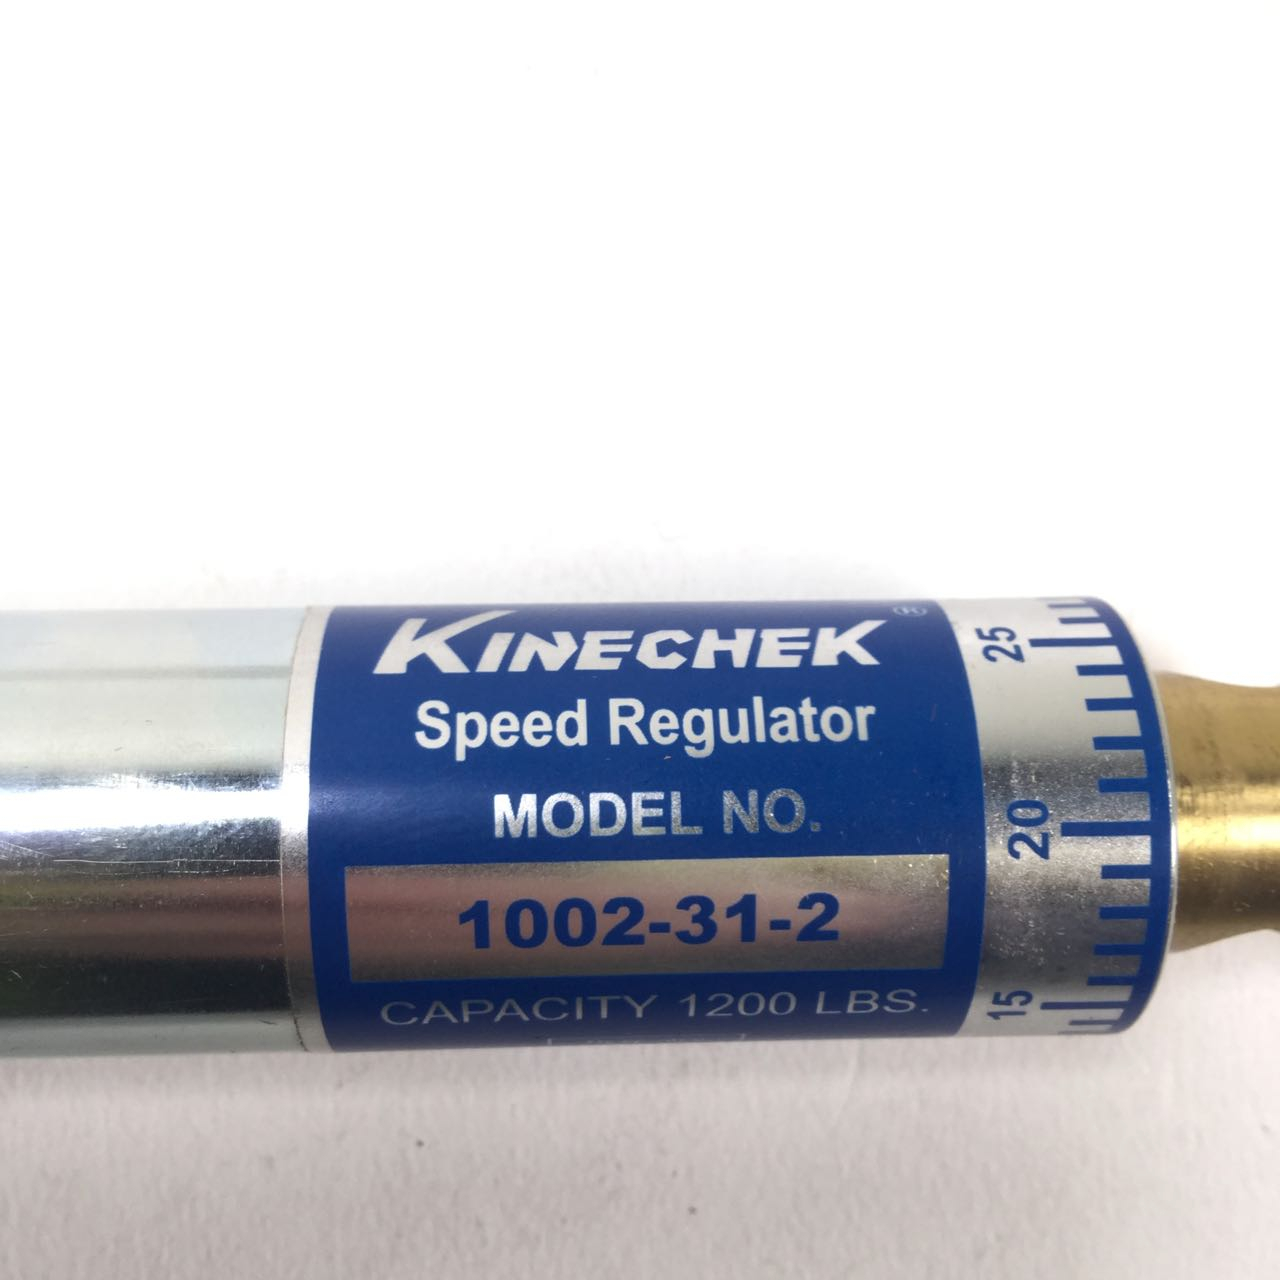 KINECHEK®
Speed Regulator
MODEL NO.
1002-31-2
CAPACITY 1200 LBS.
25
20
15